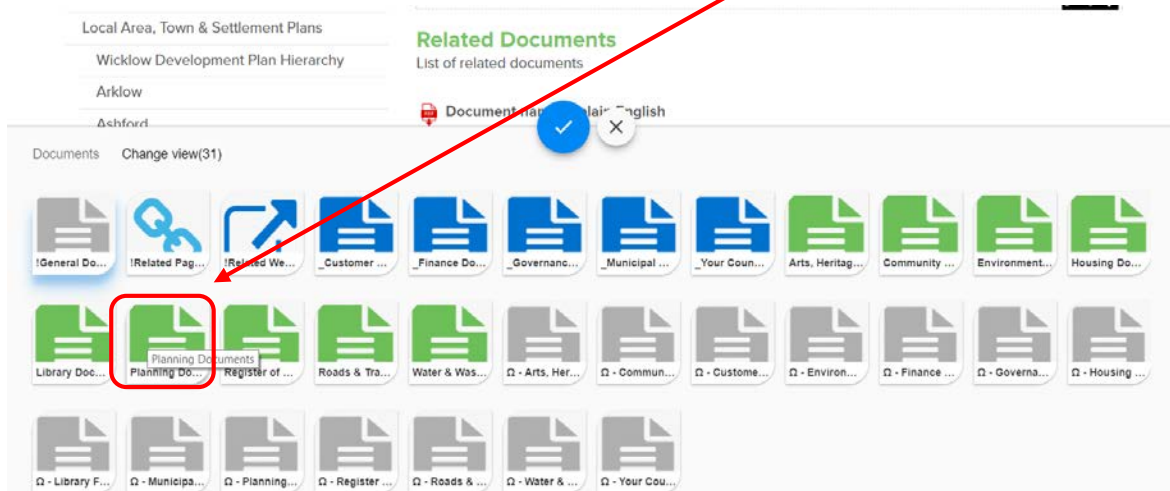 Local Area, Town & Settlement Plans
Wicklow Development Plan Hierarchy
Arklow
Ashford
Related Documents
List of related documents
Document nam lain English
Documents Change view(31)
!General Do... !Related Pag... !Related We... _Customer ... _Finance Do... _Governanc... _Municipal ... _Your Coun... Arts, Heritag... Community ... Environment... Housing Do...
Planning Documents
Library Doc... Planning Do... Register of ... Roads & Tra... Water & Was... Ω - Arts, Her... Ω - Commun... Ω - Custome... Ω - Environ... Ω - Finance ... Ω - Governa... Ω - Housing ...
Ω - Library F... Ω - Municipa... Ω - Planning... Ω - Register ... Ω - Roads & ... Ω - Water & ... Ω - Your Cou...